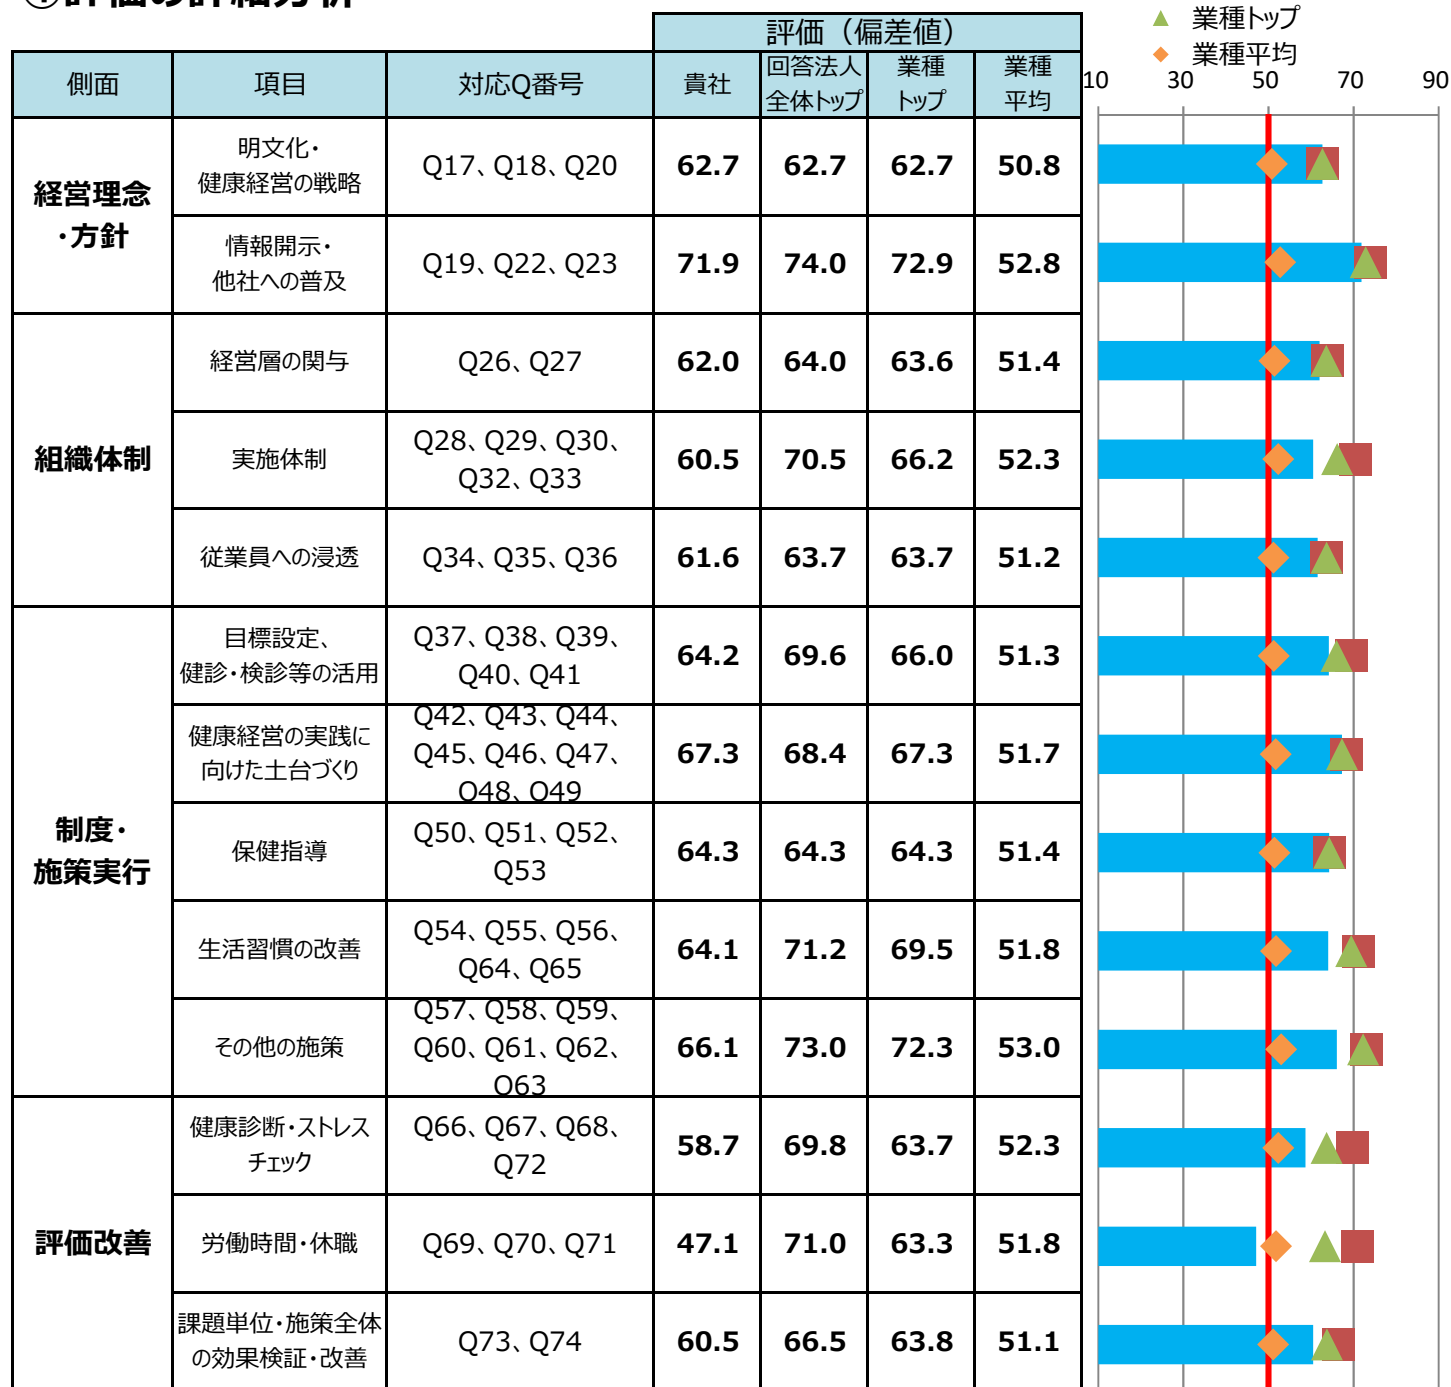 ①評価の詳細分析
▲ 業種トップ
◆ 業種平均
評価（偏差値）
側面 項目 対応Q番号 貴社 回答法人 業種 業種
全体トップ トップ 平均
10 30 50 70 90
経営理念
・方針
明文化・
健康経営の戦略
Q17、Q18、Q20 62.7 62.7 62.7 50.8
情報開示・
他社への普及
Q19、Q22、Q23 71.9 74.0 72.9 52.8
組織体制
経営層の関与 Q26、Q27 62.0 64.0 63.6 51.4
実施体制
Q28、Q29、Q30、
Q32、Q33
60.5 70.5 66.2 52.3
従業員への浸透 Q34、Q35、Q36 61.6 63.7 63.7 51.2
制度・
施策実行
目標設定、
健診・検診等の活用
Q37、Q38、Q39、
Q40、Q41
64.2 69.6 66.0 51.3
健康経営の実践に
向けた土台づくり
Q42、Q43、Q44、
Q45、Q46、Q47、
Q48、Q49
67.3 68.4 67.3 51.7
保健指導
Q50、Q51、Q52、
Q53
64.3 64.3 64.3 51.4
生活習慣の改善
Q54、Q55、Q56、
Q64、Q65
64.1 71.2 69.5 51.8
その他の施策
Q57、Q58、Q59、
Q60、Q61、Q62、
Q63
66.1 73.0 72.3 53.0
評価改善
健康診断・ストレス
チェック
Q66、Q67、Q68、
Q72
58.7 69.8 63.7 52.3
労働時間・休職 Q69、Q70、Q71 47.1 71.0 63.3 51.8
課題単位・施策全体
の効果検証・改善
Q73、Q74 60.5 66.5 63.8 51.1